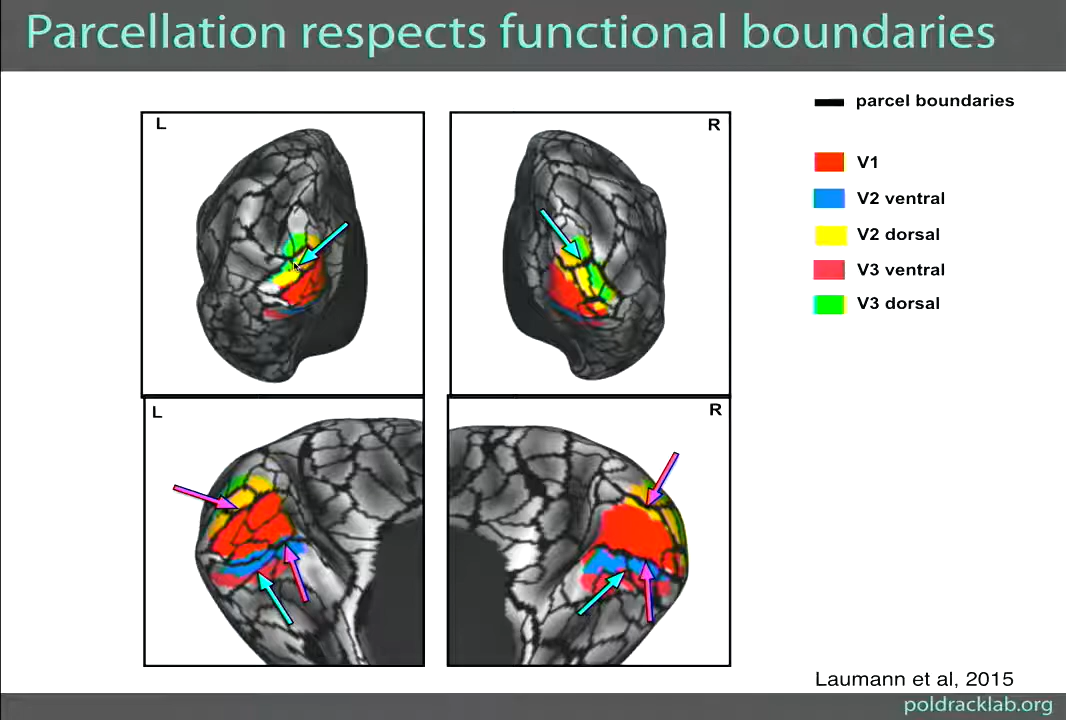 Parcellation respects functional boundaries
L
R
parcel boundaries
V1
V2 ventral
V2 dorsal
V3 ventral
V3 dorsal
L
R
Laumann et al, 2015
poldracklab.org